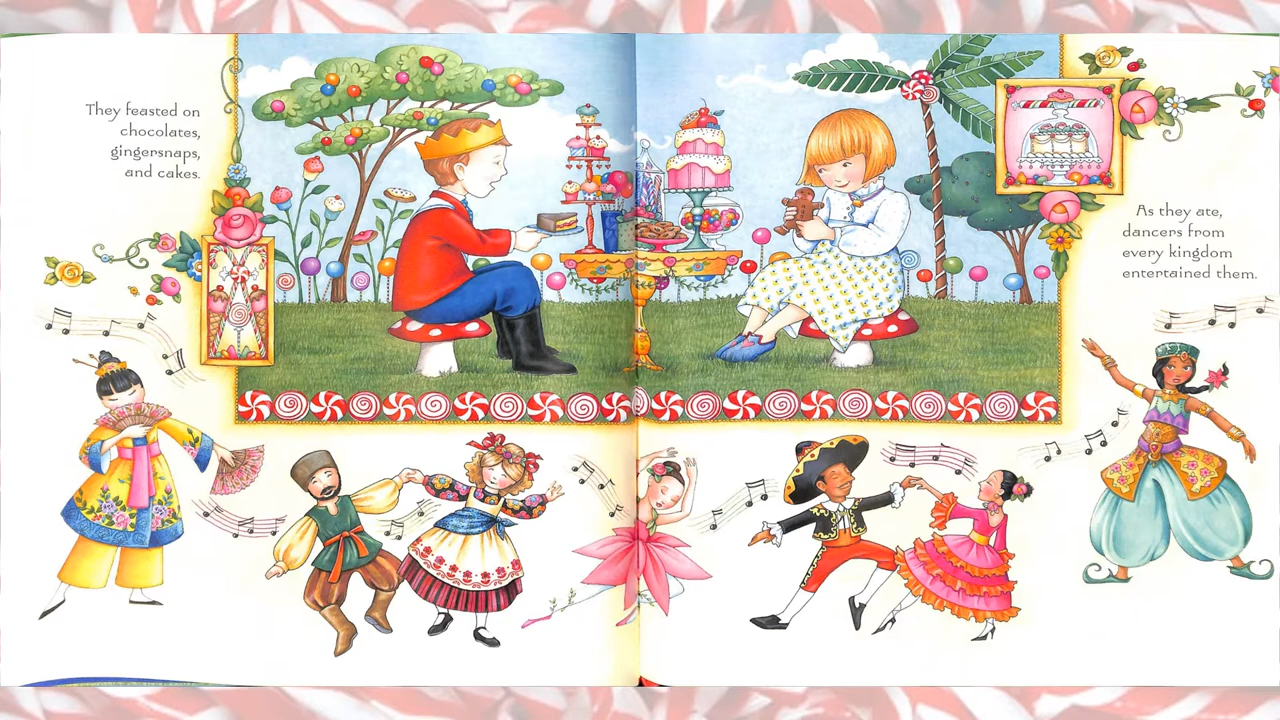 They feasted on
chocolates,
gingersnaps,
and cakes.
As they ate,
dancers from
every kingdom
entertained them.